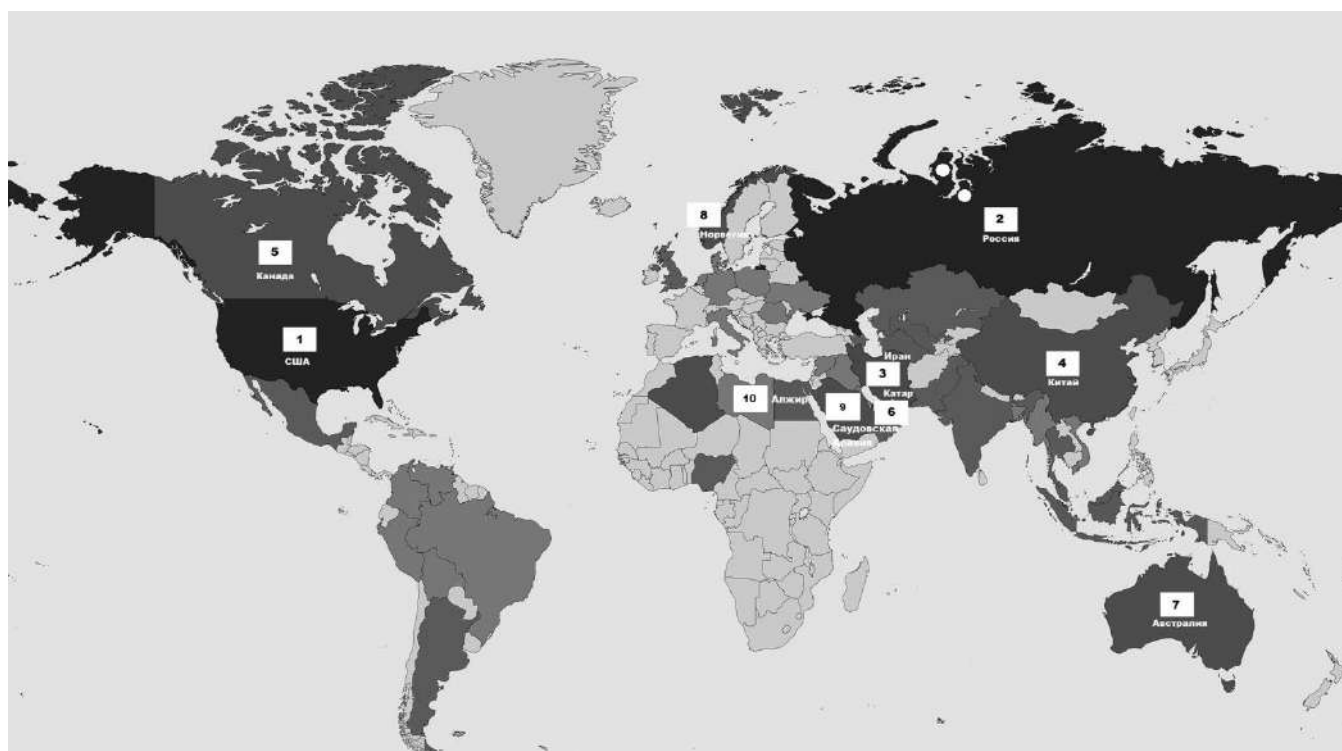 8
Норвегия
2
Россия
5
Канада
1
США
Иран
3
4
Китай
Катар
10
Алжир
9
6
Саудовская
Аравия
7
Австралия